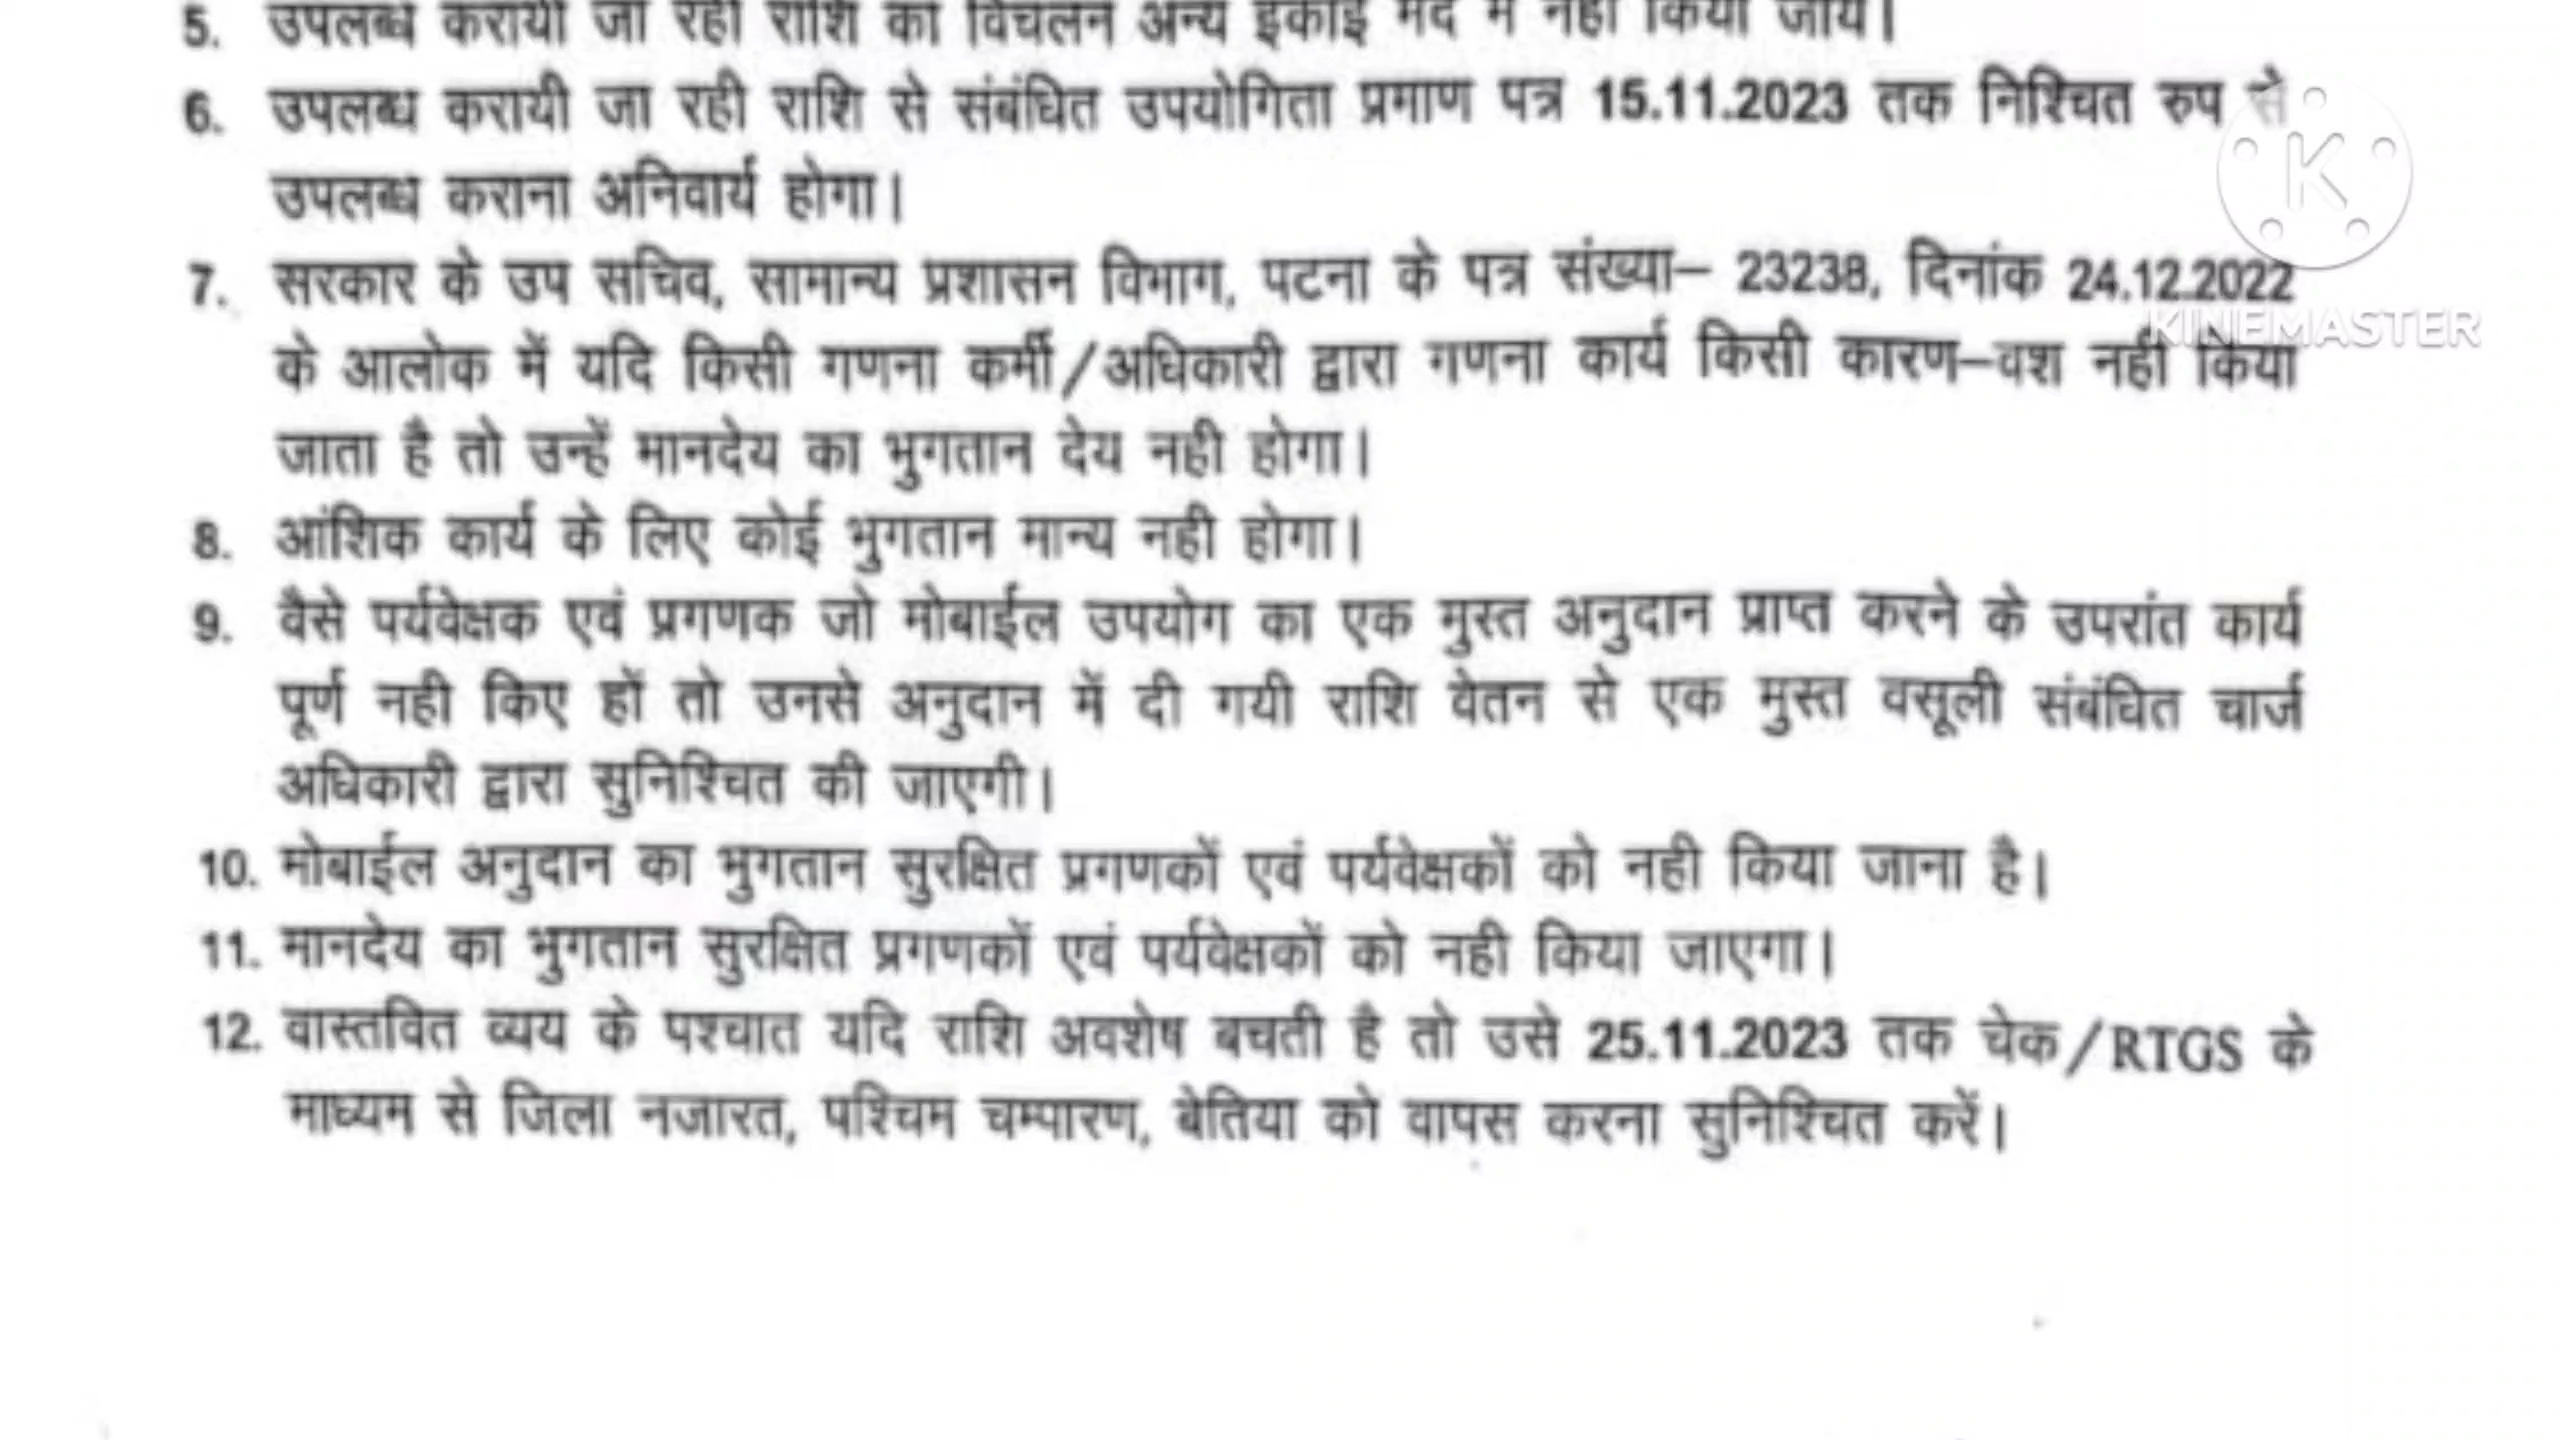 5. उपलब्ध करायी जा रही राशि का विचलन अन्य इकाई मद में नही किया जाय।
6. उपलब्ध करायी जा रही राशि से संबंधित उपयोगिता प्रमाण पत्र 15.11.2023 तक निश्चित रुप से
उपलब्ध कराना अनिवार्य होगा।
7. सरकार के उप सचिव, सामान्य प्रशासन विभाग, पटना के पत्र संख्या– 23238, दिनांक 24.12.2022
के आलोक में यदि किसी गणना कर्मी/अधिकारी द्वारा गणना कार्य किसी कारण–वश नही किया
जाता है तो उन्हें मानदेय का भुगतान देय नही होगा।
8. आंशिक कार्य के लिए कोई भुगतान मान्य नही होगा।
9. वैसे पर्यवेक्षक एवं प्रगणक जो मोबाईल उपयोग का एक मुस्त अनुदान प्राप्त करने के उपरांत कार्य
पूर्ण नही किए हों तो उनसे अनुदान में दी गयी राशि वेतन से एक मुस्त वसूली संबंधित चार्ज
अधिकारी द्वारा सुनिश्चित की जाएगी।
10. मोबाईल अनुदान का भुगतान सुरक्षित प्रगणकों एवं पर्यवेक्षकों को नही किया जाना है।
11. मानदेय का भुगतान सुरक्षित प्रगणकों एवं पर्यवेक्षकों को नही किया जाएगा।
12. वास्तवित व्यय के पश्चात यदि राशि अवशेष बचती है तो उसे 25.11.2023 तक चेक/RTGS के
माध्यम से जिला नजारत, पश्चिम चम्पारण, बेतिया को वापस करना सुनिश्चित करें।
K
KINEMASTER